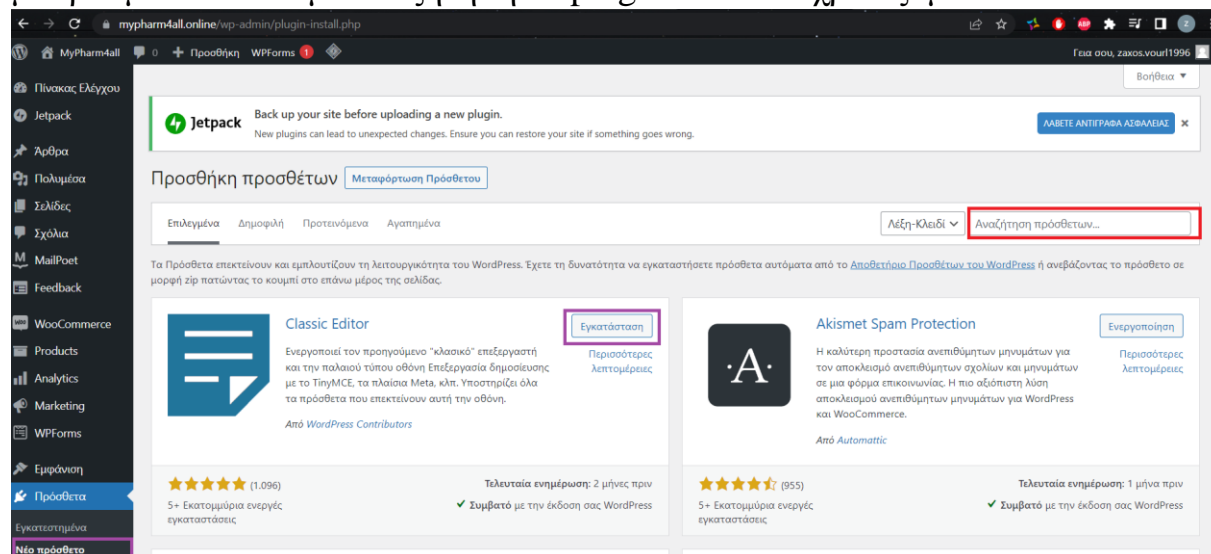 mypharm4all.online/wp-admin/plugin-install.php
MyPharm4all 0 Προσθήκη WPForms 1 Γεια σου, zaxos.vourl1996
Βοήθεια
Πίνακας Ελέγχου
Jetpack
Άρθρα
Πολυμέσα
Σελίδες
Σχόλια
MailPoet
Feedback
WooCommerce
Products
Analytics
Marketing
WPForms
Εμφάνιση
Πρόσθετα
Εγκατεστημένα
Νέο πρόσθετο
Jetpack
Back up your site before uploading a new plugin.
New plugins can lead to unexpected changes. Ensure you can restore your site if something goes wrong.
ΛΑΒΕΤΕ ΑΝΤΙΓΡΑΦΑ ΑΣΦΑΛΕΙΑΣ
Προσθήκη προσθέτων Μεταφόρτωση Πρόσθετου
Επιλεγμένα Δημοφιλή Προτεινόμενα Αγαπημένα Λέξη-Κλειδί Αναζήτηση πρόσθετων...
Τα Πρόσθετα επεκτείνουν και εμπλουτίζουν τη λειτουργικότητα του WordPress. Έχετε τη δυνατότητα να εγκαταστήσετε πρόσθετα αυτόματα από το Αποθετήριο Προσθέτων του WordPress ή ανεβάζοντας το πρόσθετο σε
μορφή zip πατώντας το κουμπί στο επάνω μέρος της σελίδας.
Classic Editor
Εγκατάσταση
Περισσότερες
λεπτομέρειες
Ενεργοποιεί τον προηγούμενο "κλασικό" επεξεργαστή
και την παλαιού τύπου οθόνη Επεξεργασία δημοσίευσης
με το TinyMCE, τα πλαίσια Meta, κλπ. Υποστηρίζει όλα
τα πρόσθετα που επεκτείνουν αυτή την οθόνη.
Από WordPress Contributors
(1.096)
5+ Εκατομμύρια ενεργές
εγκαταστάσεις
Τελευταία ενημέρωση: 2 μήνες πριν
Συμβατό με την έκδοση σας WordPress
·A·
Akismet Spam Protection
Ενεργοποίηση
Περισσότερες
λεπτομέρειες
Η καλύτερη προστασία ανεπιθύμητων μηνυμάτων για
τον αποκλεισμό ανεπιθύμητων σχολίων και μηνυμάτων
σε μια φόρμα επικοινωνίας. Η πιο αξιόπιστη λύση
αποκλεισμού ανεπιθύμητων μηνυμάτων για WordPress
και WooCommerce.
Από Automattic
(955)
5+ Εκατομμύρια ενεργές
εγκαταστάσεις
Τελευταία ενημέρωση: 1 μήνα πριν
Συμβατό με την έκδοση σας WordPress